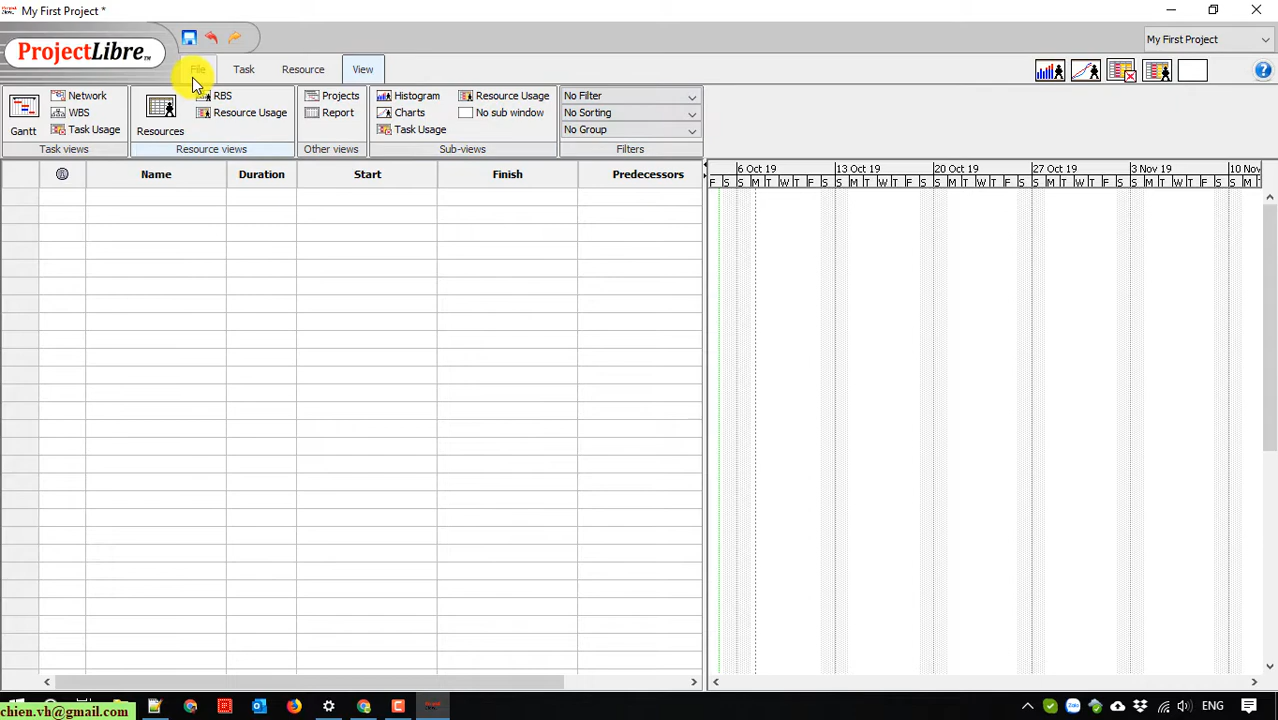 My First Project *
ProjectLibre™
My First Project
File Task Resource View
Gantt
Network
WBS
Task Usage
Task views
Resources
RBS
Resource Usage
Resource views
Projects
Report
Other views
Histogram
Charts
Task Usage
Resource Usage
No sub window
Sub-views
No Filter
No Sorting
No Group
Filters
Name Duration Start Finish Predecessors
6 Oct 19 13 Oct 19 20 Oct 19 27 Oct 19 3 Nov 19 10 Nov
F S S M T W T F S S M T W T F S S M T W T F S S M T W T F S S M T W T F S S M
ENG
chien.vh@gmail.com